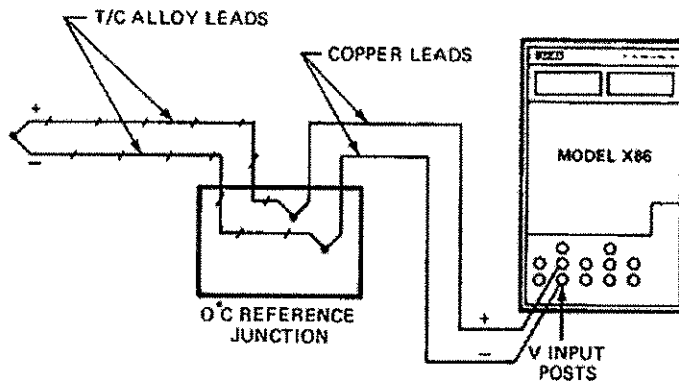 T/C ALLOY LEADS
COPPER LEADS
MODEL X86
+
−
0°C REFERENCE
JUNCTION
+
−
V INPUT
POSTS